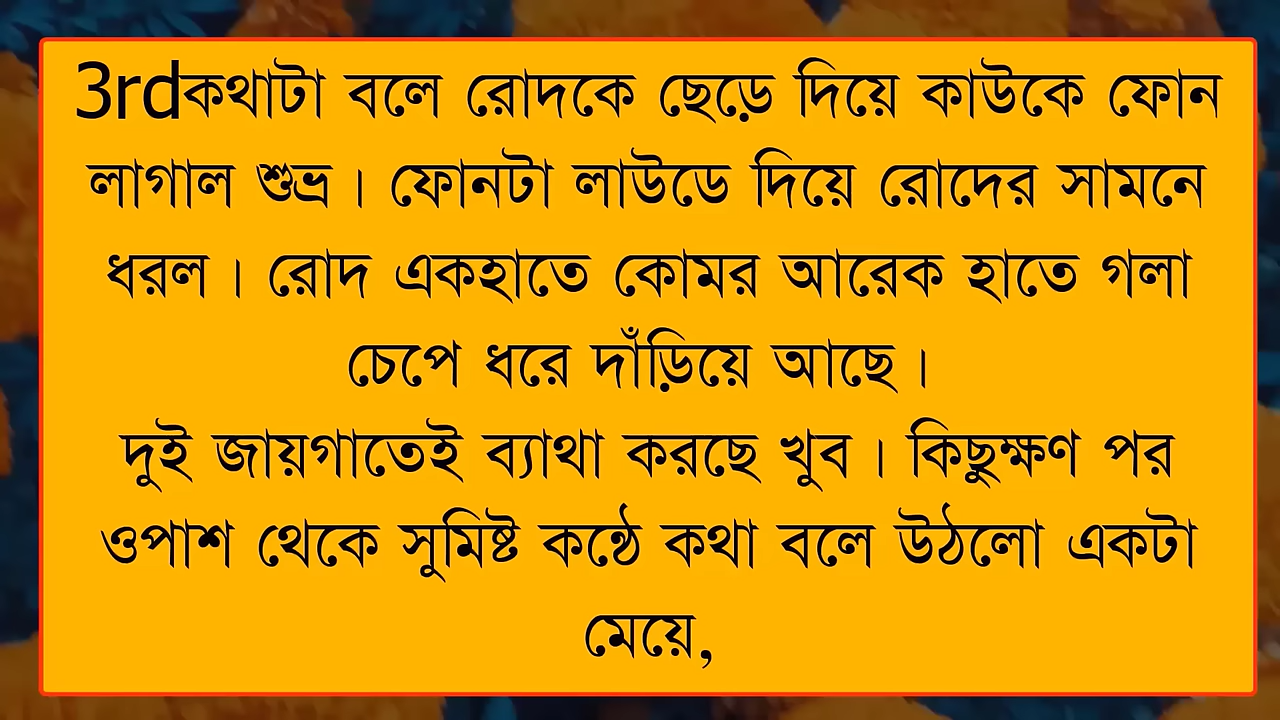 3rdকথাটা বলে রোদকে ছেড়ে দিয়ে কাউকে ফোন
লাগাল শুভ্র। ফোনটা লাউডে দিয়ে রোদের সামনে
ধরল। রোদ একহাতে কোমর আরেক হাতে গলা
চেপে ধরে দাঁড়িয়ে আছে।
দুই জায়গাতেই ব্যাথা করছে খুব। কিছুক্ষণ পর
ওপাশ থেকে সুমিষ্ট কন্ঠে কথা বলে উঠলো একটা
মেয়ে,